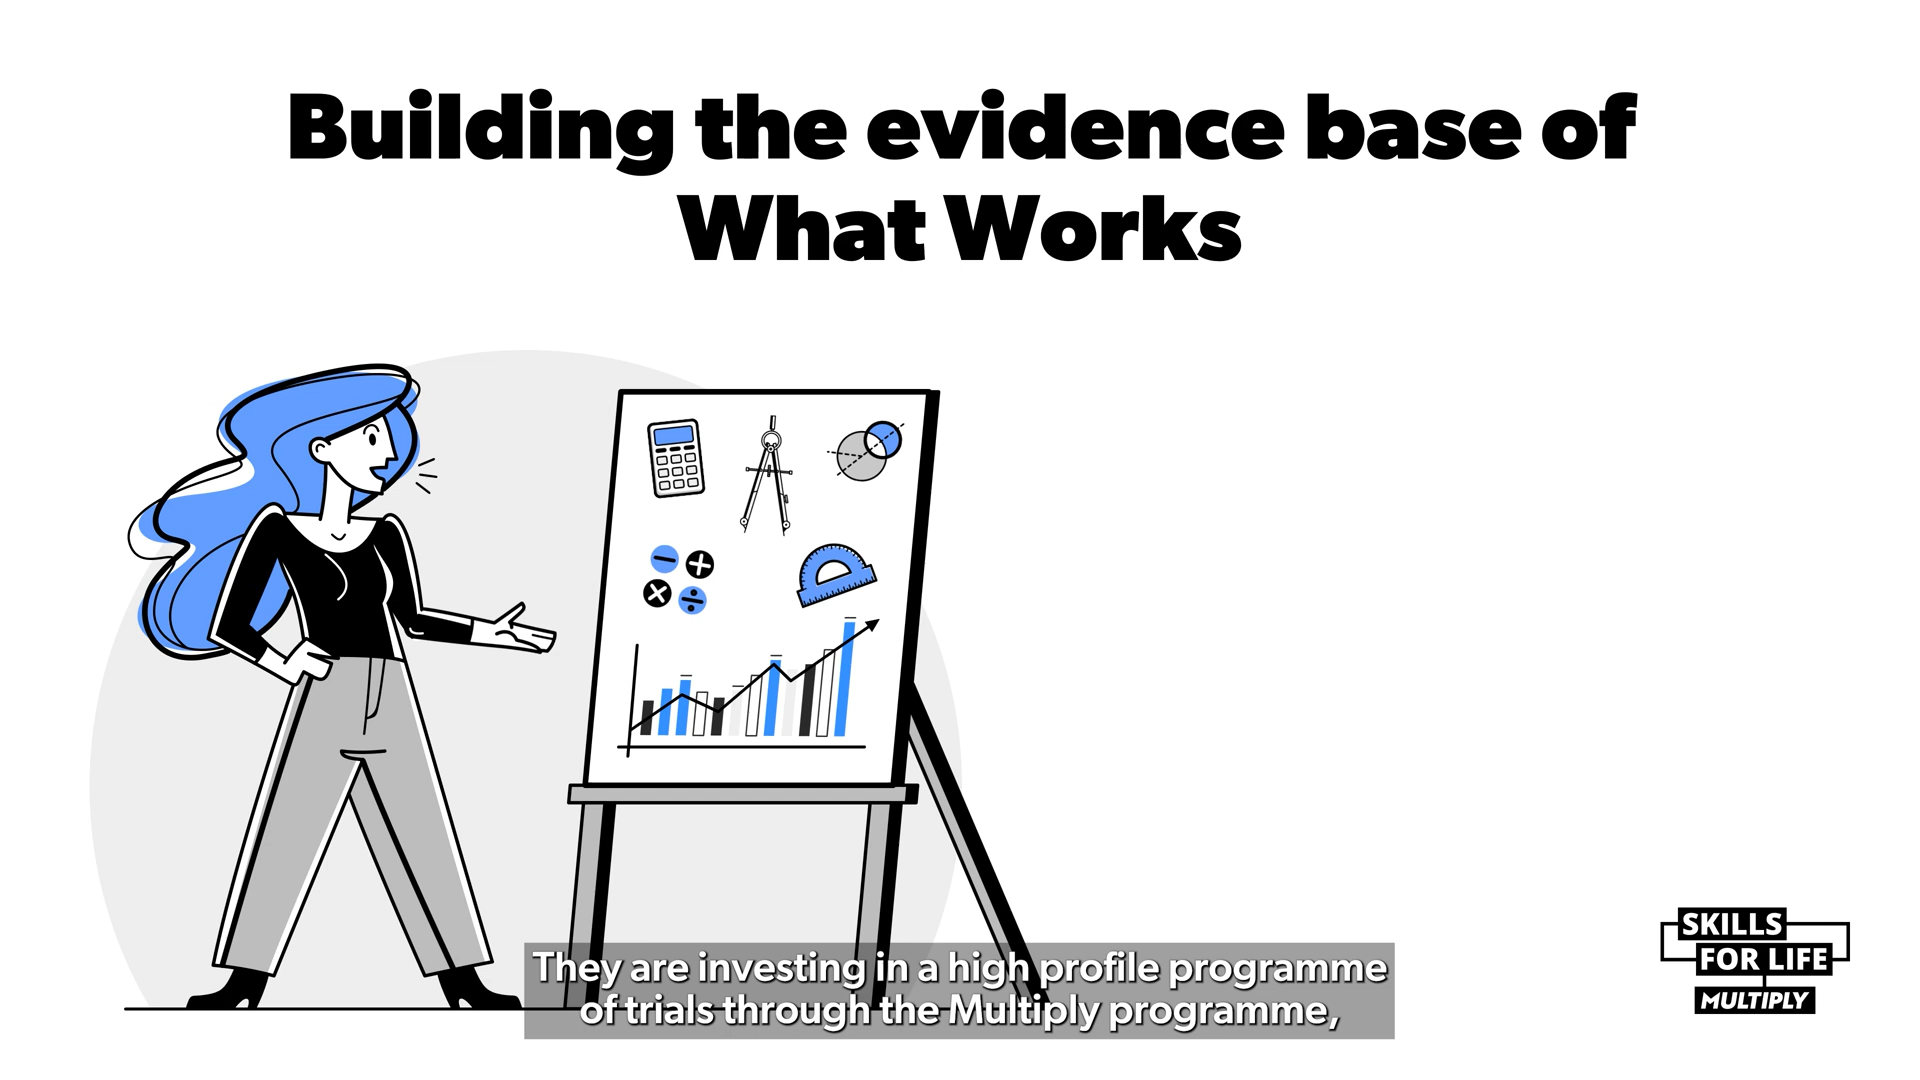 Building the evidence base of
What Works
They are investing in a high profile programme
of trials through the Multiply programme,
SKILLS
FOR LIFE
MULTIPLY